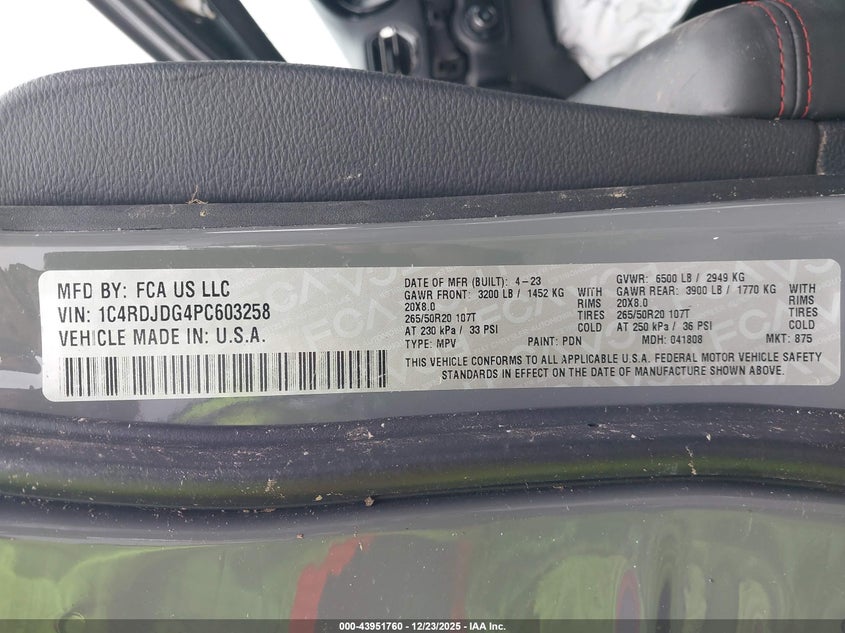 MFD BY: FCA US LLC
VIN: 1C4RDJDG4PC603258
VEHICLE MADE IN: U.S.A.
DATE OF MFR (BUILT): 4-23 GVWR: 6500 LB / 2949 KG
GAWR FRONT: 3200 LB / 1452 KG WITH GAWR REAR: 3900 LB / 1770 KG WITH
20X8.0 RIMS 20X8.0 RIMS
265/50R20 107T TIRES 265/50R20 107T TIRES
AT 230 kPa / 33 PSI COLD AT 250 kPa / 36 PSI COLD
TYPE: MPV PAINT: PDN MDH: 041808 MKT: 875
THIS VEHICLE CONFORMS TO ALL APPLICABLE U.S.A. FEDERAL MOTOR VEHICLE SAFETY
STANDARDS IN EFFECT ON THE DATE OF MANUFACTURE SHOWN ABOVE.
000-43951760 - 12/23/2025 - IAA Inc.